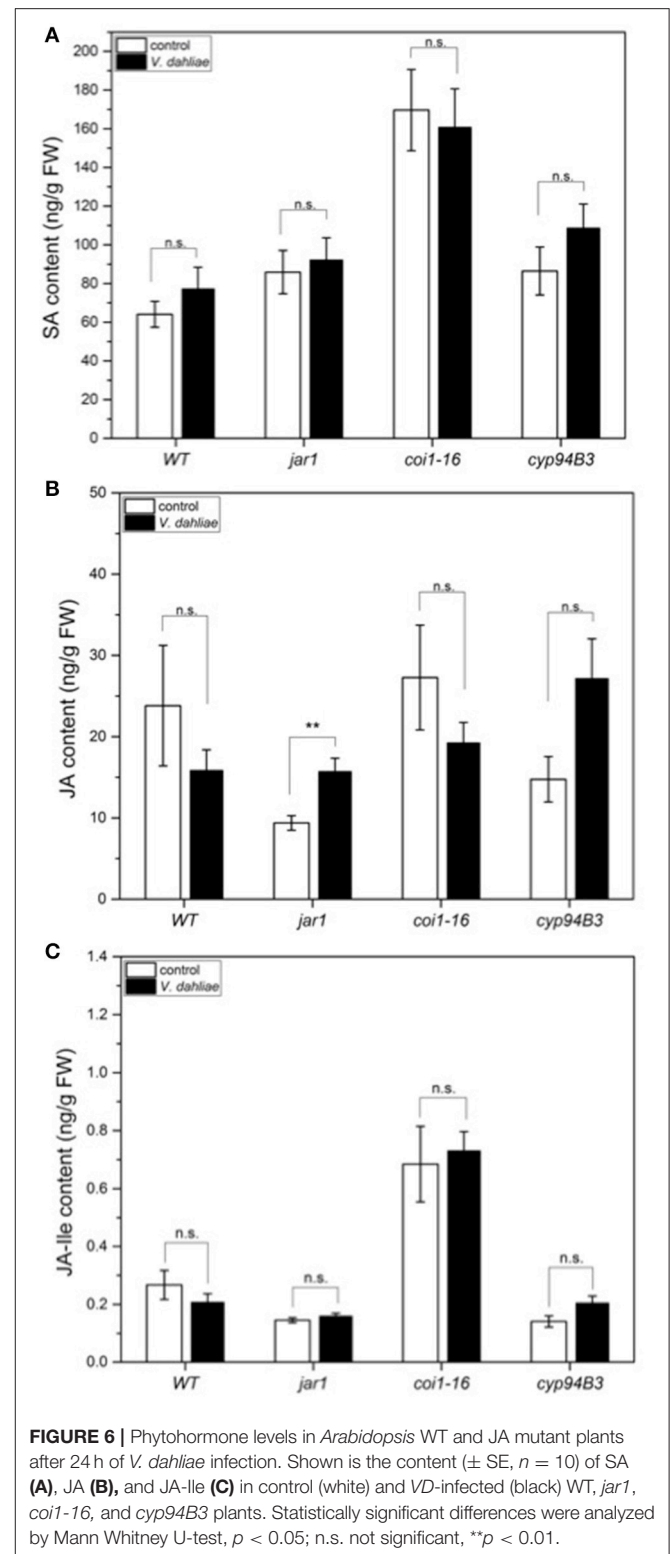 A
control
V. dahliae
SA content (ng/g FW)
200
180
160
140
120
100
80
60
40
20
0
n.s.
n.s.
n.s.
n.s.
WT
jar1
coi1-16
cyp94B3
B
control
V. dahliae
JA content (ng/g FW)
50
40
30
20
10
0
n.s.
**
n.s.
n.s.
WT
jar1
coi1-16
cyp94B3
C
control
V. dahliae
JA-Ile content (ng/g FW)
1.4
1.2
1.0
0.8
0.6
0.4
0.2
0.0
n.s.
n.s.
n.s.
n.s.
WT
jar1
coi1-16
cyp94B3
FIGURE 6 | Phytohormone levels in Arabidopsis WT and JA mutant plants
after 24 h of V. dahliae infection. Shown is the content (± SE, n = 10) of SA
(A), JA (B), and JA-Ile (C) in control (white) and VD-infected (black) WT, jar1,
coi1-16, and cyp94B3 plants. Statistically significant differences were analyzed
by Mann Whitney U-test, p < 0.05; n.s. not significant, **p < 0.01.